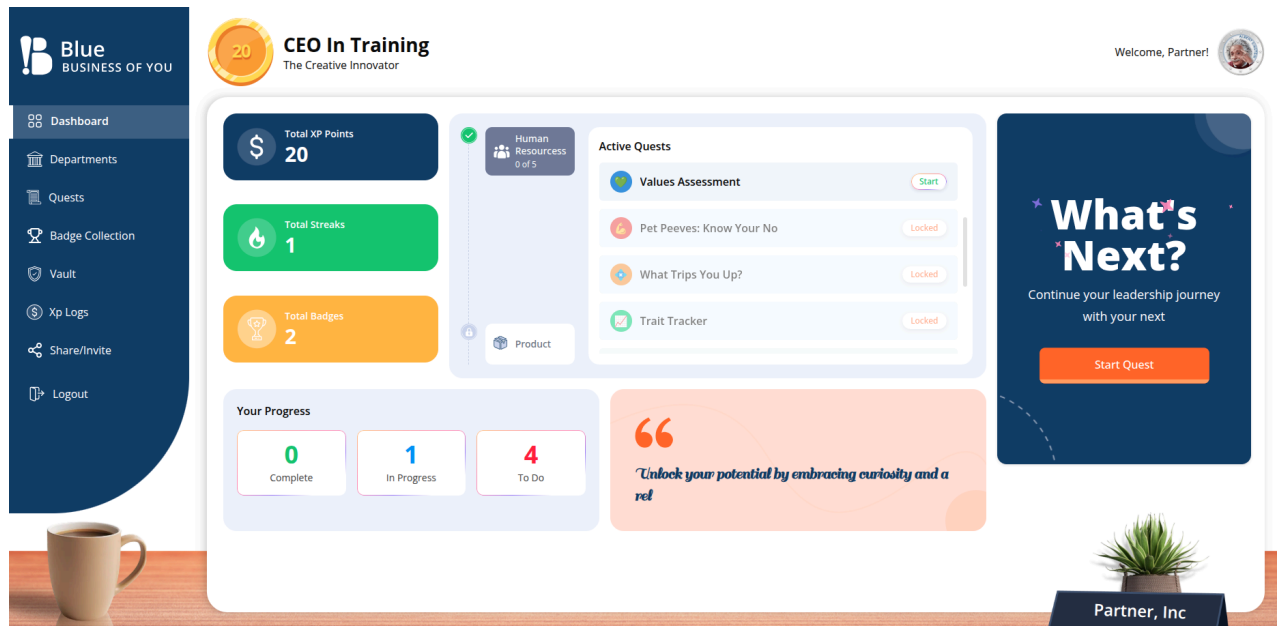 Blue
BUSINESS OF YOU
20
CEO In Training
The Creative Innovator
Welcome, Partner!
Dashboard
Departments
Quests
Badge Collection
Vault
Xp Logs
Share/Invite
Logout
Total XP Points
20
Total Streaks
1
Total Badges
2
Human
Resourcess
0 of 5
Product
Active Quests
Values Assessment
Start
Pet Peeves: Know Your No
Locked
What Trips You Up?
Locked
Trait Tracker
Locked
What's
Next?
Continue your leadership journey
with your next
Start Quest
Your Progress
0
Complete
1
In Progress
4
To Do
Unlock your potential by embracing curiosity and a
rel
Partner, Inc